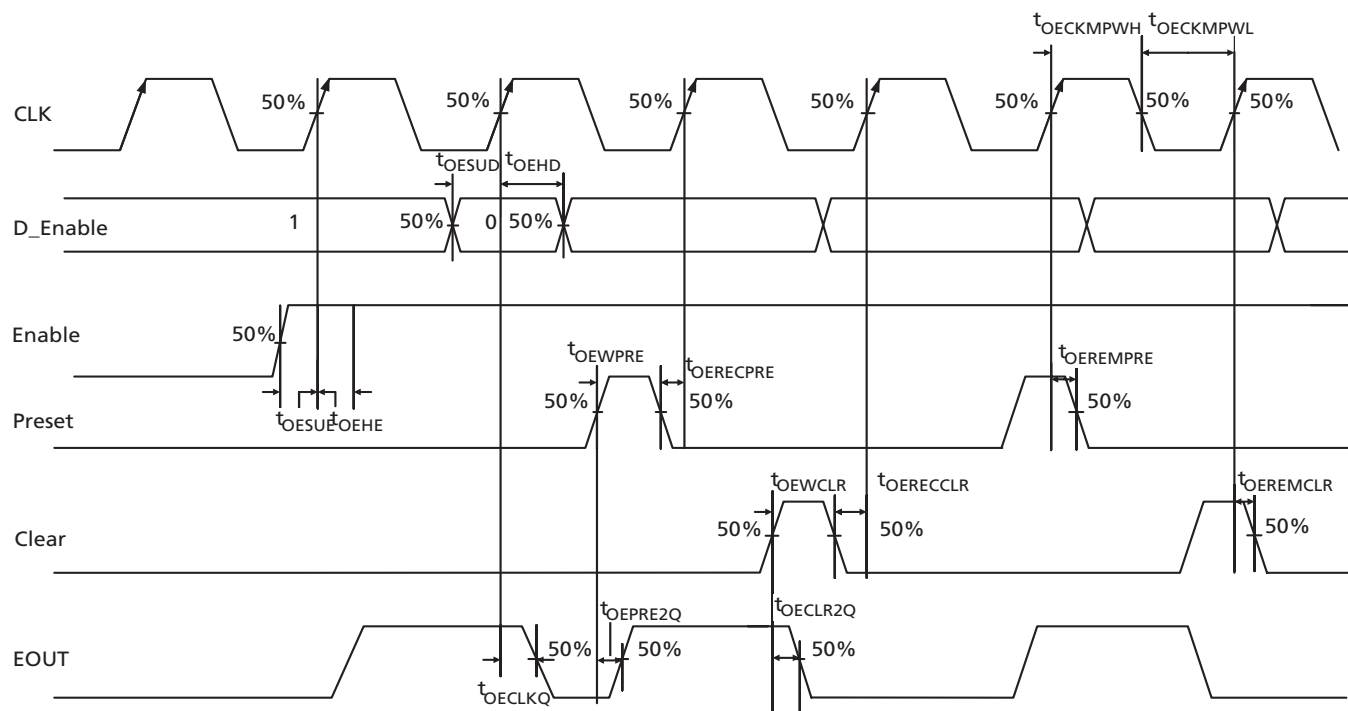 tOECKMPWH tOECKMPWL
CLK 50% 50% 50% 50% 50% 50% 50%
tOESUD tOEHD
D_Enable 1 50% 0 50%
Enable 50%
tOEWPRE tOERECPRE tOEREMPRE
Preset tOESUE tOEHE 50% 50% 50%
tOEWCLR tOERECCLR tOEREMCLR
Clear 50% 50% 50%
tOEPRE2Q tOECLR2Q
EOUT 50% 50% 50%
tOECLKQ